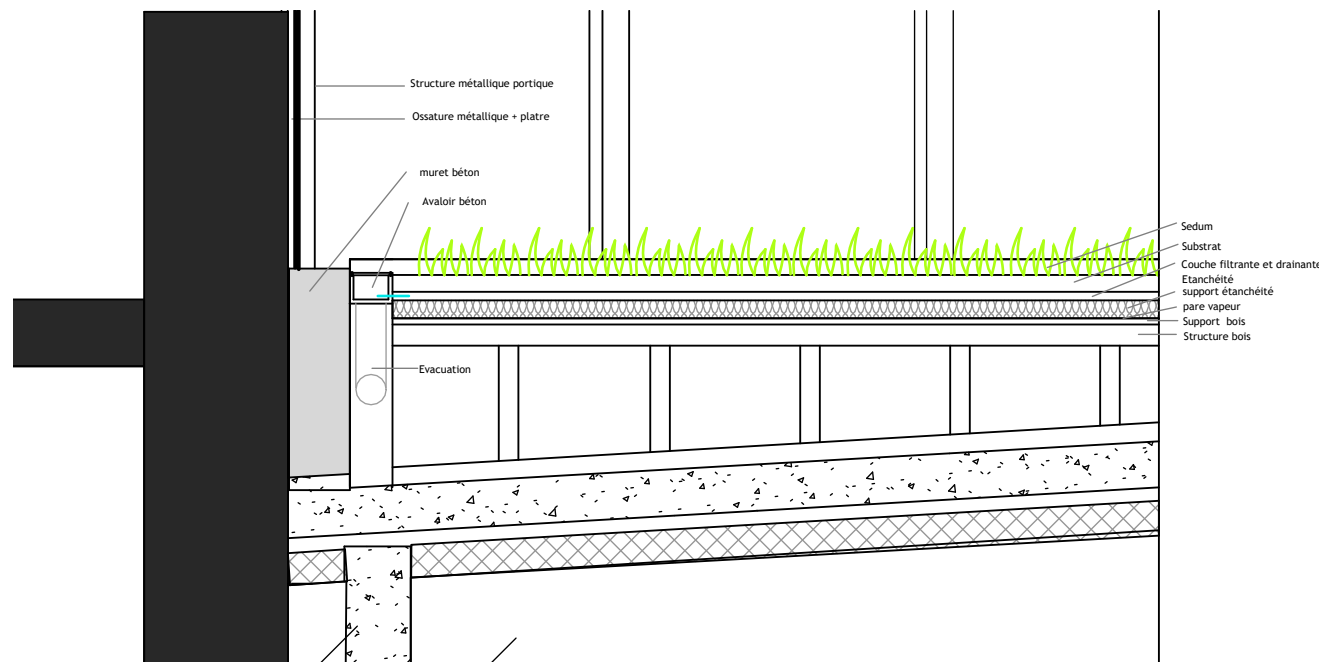 Structure métallique portique
Ossature métallique + platre
muret béton
Avaloir béton
Sedum
Substrat
Couche filtrante et drainante
Etanchéité
support étanchéité
pare vapeur
Support bois
Structure bois
Evacuation